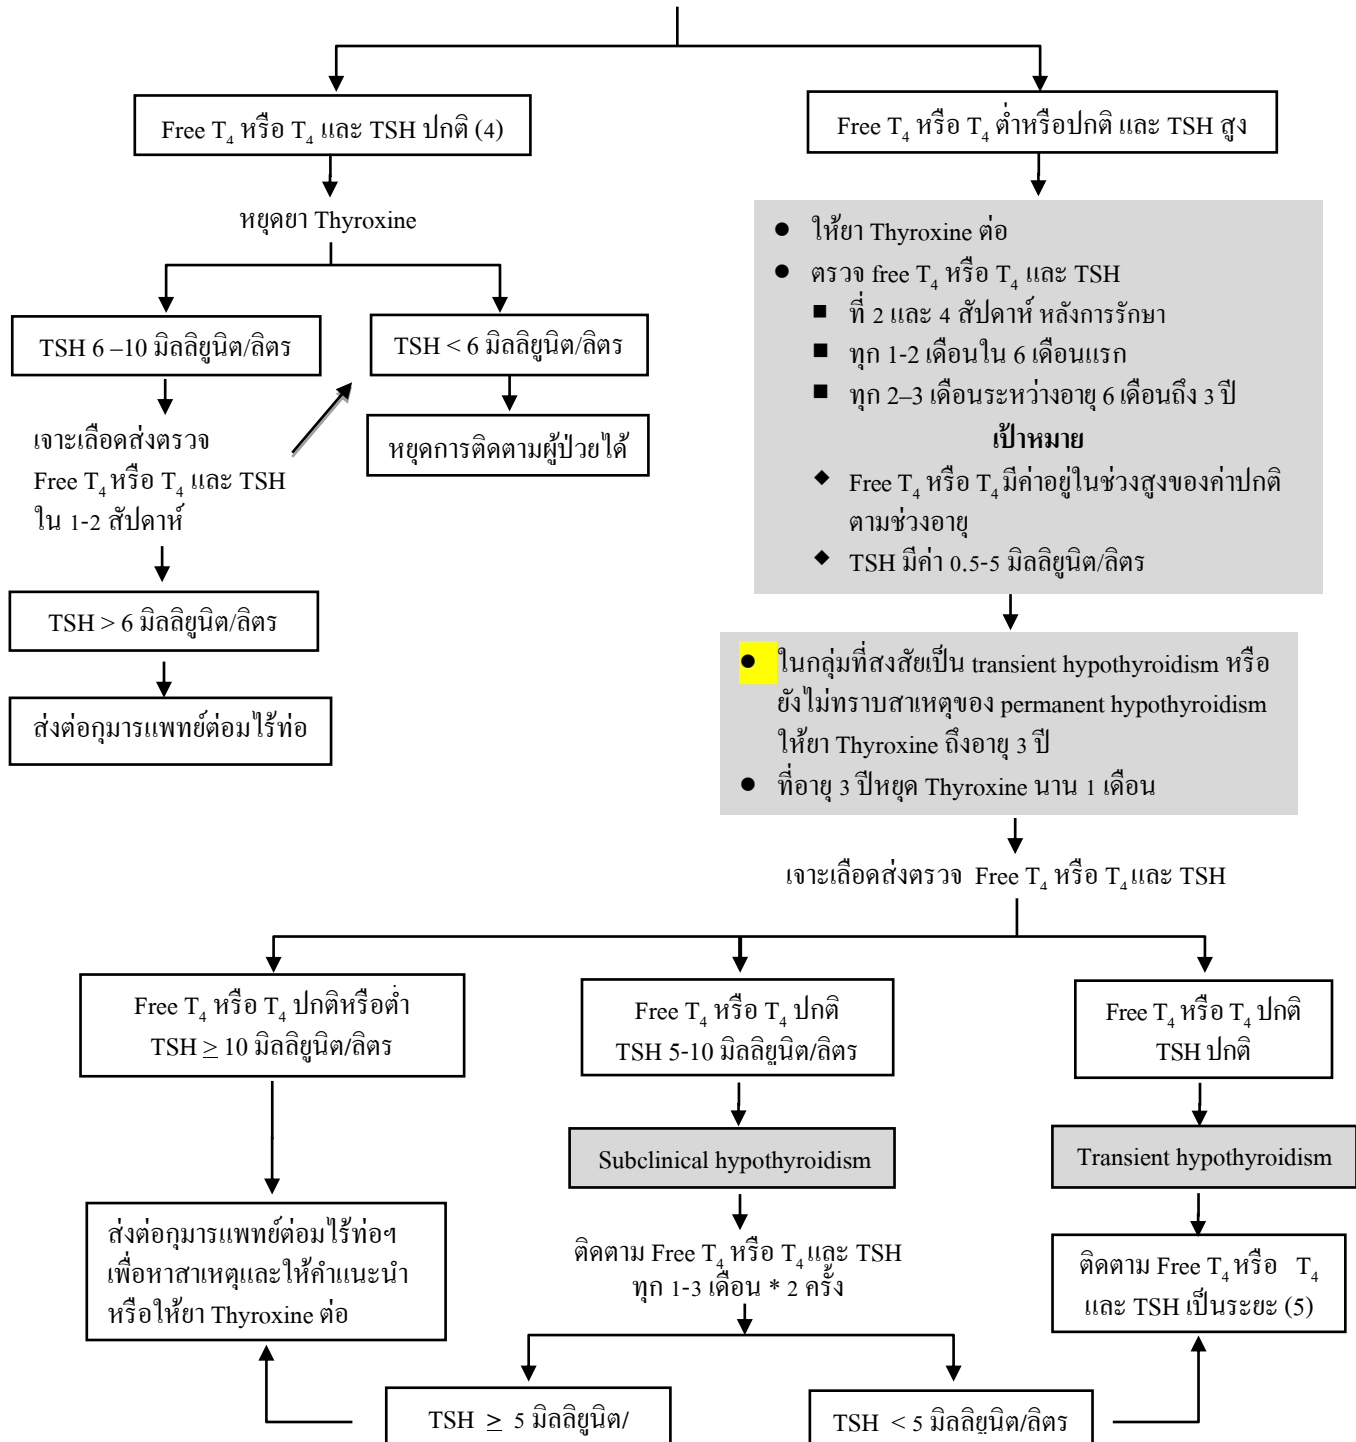 Free T₄ หรือ T₄ และ TSH ปกติ (4)
Free T₄ หรือ T₄ ต่ำหรือปกติ และ TSH สูง
หยุดยา Thyroxine
TSH 6 –10 มิลลิยูนิต/ลิตร
TSH < 6 มิลลิยูนิต/ลิตร
เจาะเลือดส่งตรวจ
Free T₄ หรือ T₄ และ TSH
ใน 1-2 สัปดาห์
หยุดการติดตามผู้ป่วยได้
TSH > 6 มิลลิยูนิต/ลิตร
ส่งต่อกุมารแพทย์ต่อมไร้ท่อ
● ให้ยา Thyroxine ต่อ
● ตรวจ free T₄ หรือ T₄ และ TSH
■ ที่ 2 และ 4 สัปดาห์ หลังการรักษา
■ ทุก 1-2 เดือนใน 6 เดือนแรก
■ ทุก 2–3 เดือนระหว่างอายุ 6 เดือนถึง 3 ปี
เป้าหมาย
◆ Free T₄ หรือ T₄ มีค่าอยู่ในช่วงสูงของค่าปกติ
ตามช่วงอายุ
◆ TSH มีค่า 0.5-5 มิลลิยูนิต/ลิตร
● ในกลุ่มที่สงสัยเป็น transient hypothyroidism หรือ
ยังไม่ทราบสาเหตุของ permanent hypothyroidism
ให้ยา Thyroxine ถึงอายุ 3 ปี
● ที่อายุ 3 ปีหยุด Thyroxine นาน 1 เดือน
เจาะเลือดส่งตรวจ Free T₄ หรือ T₄ และ TSH
Free T₄ หรือ T₄ ปกติหรือต่ำ
TSH ≥ 10 มิลลิยูนิต/ลิตร
Free T₄ หรือ T₄ ปกติ
TSH 5-10 มิลลิยูนิต/ลิตร
Free T₄ หรือ T₄ ปกติ
TSH ปกติ
Subclinical hypothyroidism
Transient hypothyroidism
ส่งต่อกุมารแพทย์ต่อมไร้ท่อฯ
เพื่อหาสาเหตุและให้คำแนะนำ
หรือให้ยา Thyroxine ต่อ
ติดตาม Free T₄ หรือ T₄ และ TSH
ทุก 1-3 เดือน * 2 ครั้ง
ติดตาม Free T₄ หรือ T₄
และ TSH เป็นระยะ (5)
TSH ≥ 5 มิลลิยูนิต/
TSH < 5 มิลลิยูนิต/ลิตร